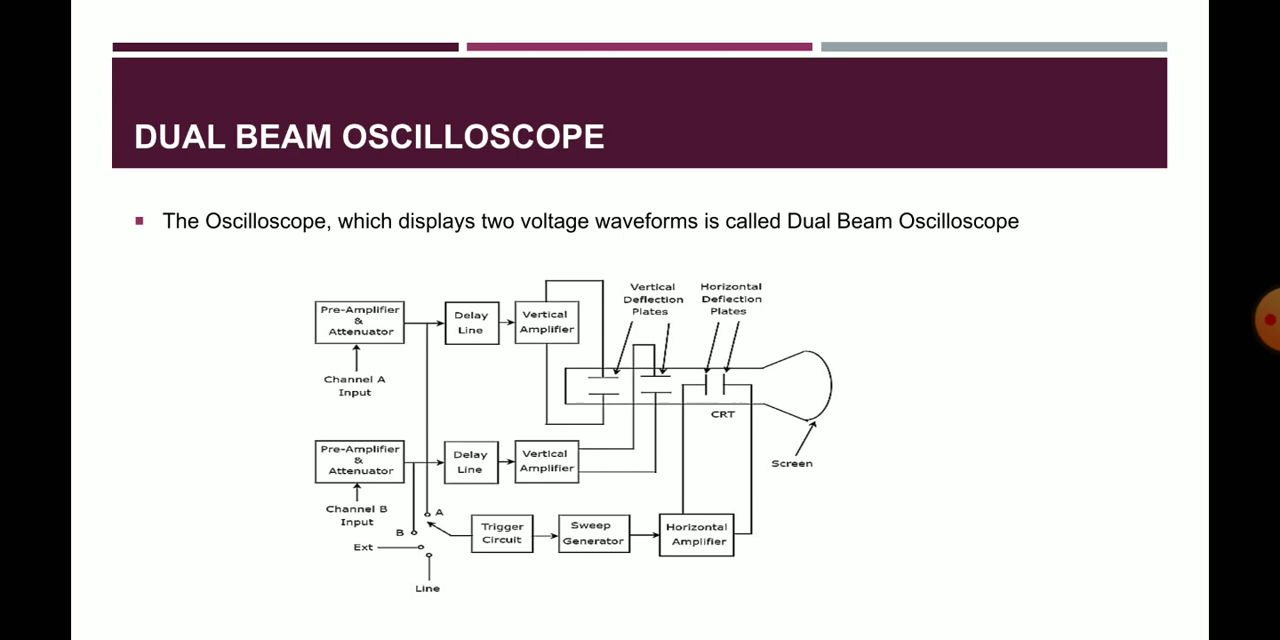 DUAL BEAM OSCILLOSCOPE
The Oscilloscope, which displays two voltage waveforms is called Dual Beam Oscilloscope
Vertical
Deflection
Plates
Horizontal
Deflection
Plates
Pre-Amplifier
&
Attenuator
Delay
Line
Vertical
Amplifier
Channel A
Input
CRT
Pre-Amplifier
&
Attenuator
Delay
Line
Vertical
Amplifier
Screen
Channel B
Input
A
B
Trigger
Circuit
Sweep
Generator
Horizontal
Amplifier
Ext
Line